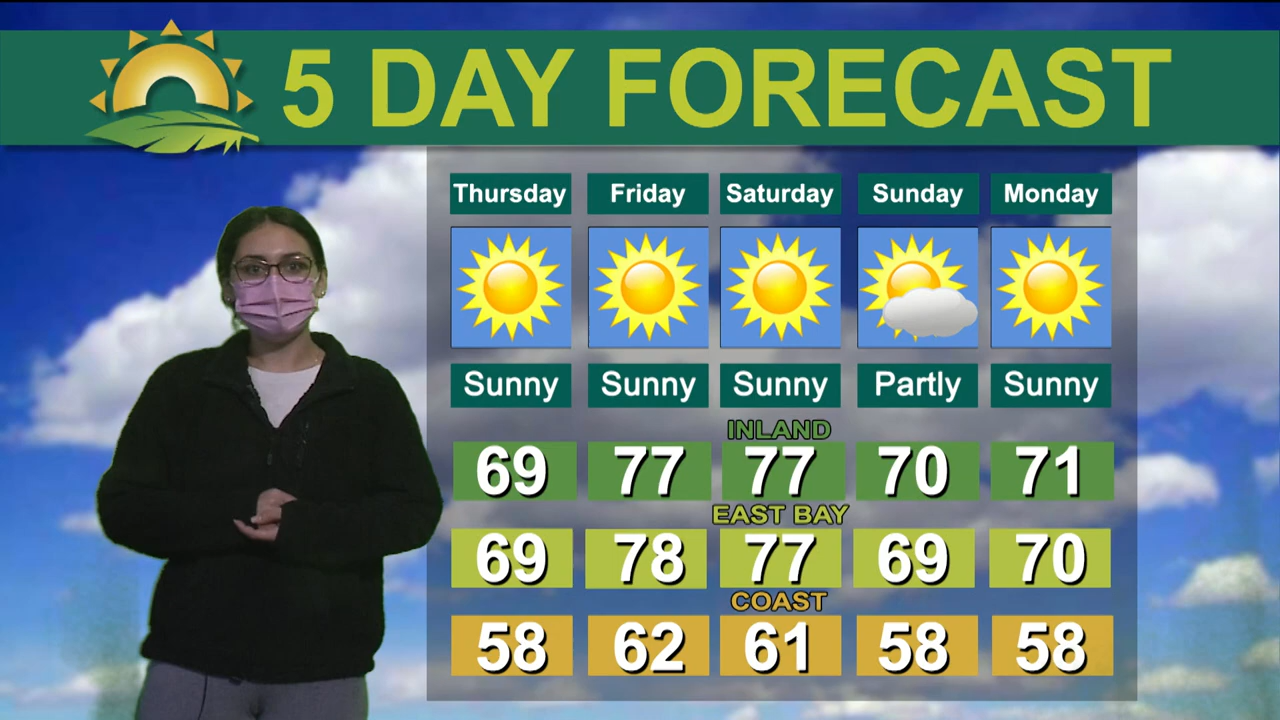 5 DAY FORECAST
Thursday Friday Saturday Sunday Monday
Sunny Sunny Sunny Partly Sunny
INLAND
69 77 77 70 71
EAST BAY
69 78 77 69 70
COAST
58 62 61 58 58